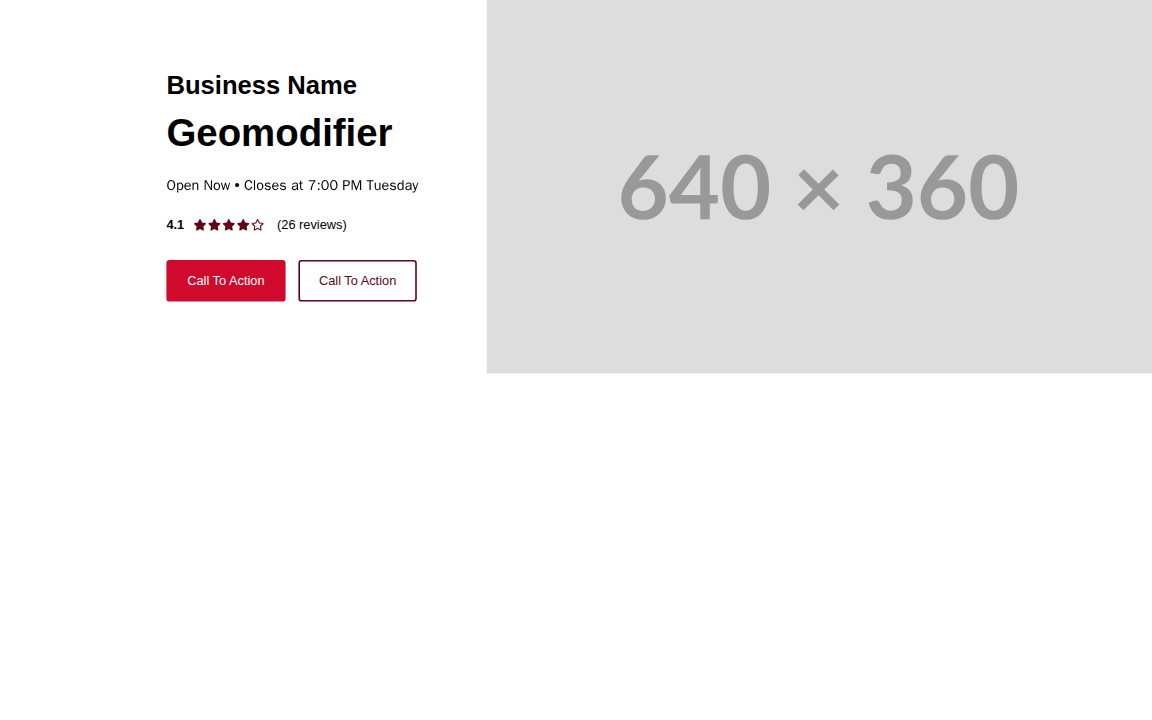 Business Name
Geomodifier
Open Now • Closes at 7:00 PM Tuesday
4.1 (26 reviews)
Call To Action Call To Action
640 × 360